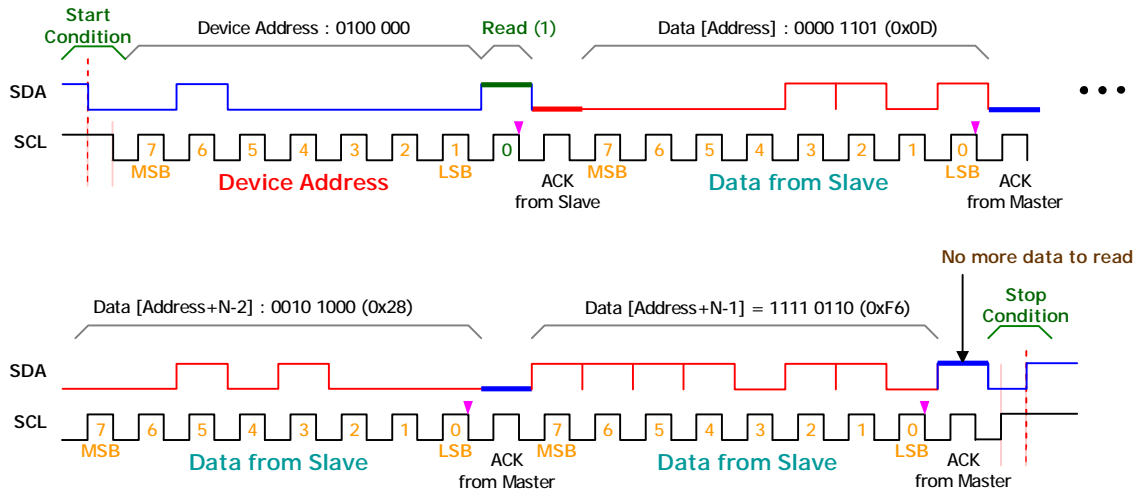 Start
Condition
Device Address : 0100 000
Read (1)
Data [Address] : 0000 1101 (0x0D)
SDA
SCL
7 6 5 4 3 2 1 0 7 6 5 4 3 2 1 0
MSB LSB MSB LSB
Device Address
ACK
from Slave
Data from Slave
ACK
from Master
No more data to read
Data [Address+N-2] : 0010 1000 (0x28)
Data [Address+N-1] = 1111 0110 (0xF6)
Stop
Condition
SDA
SCL
7 6 5 4 3 2 1 0 7 6 5 4 3 2 1 0
MSB LSB MSB LSB
Data from Slave
ACK
from Master
Data from Slave
ACK
from Master